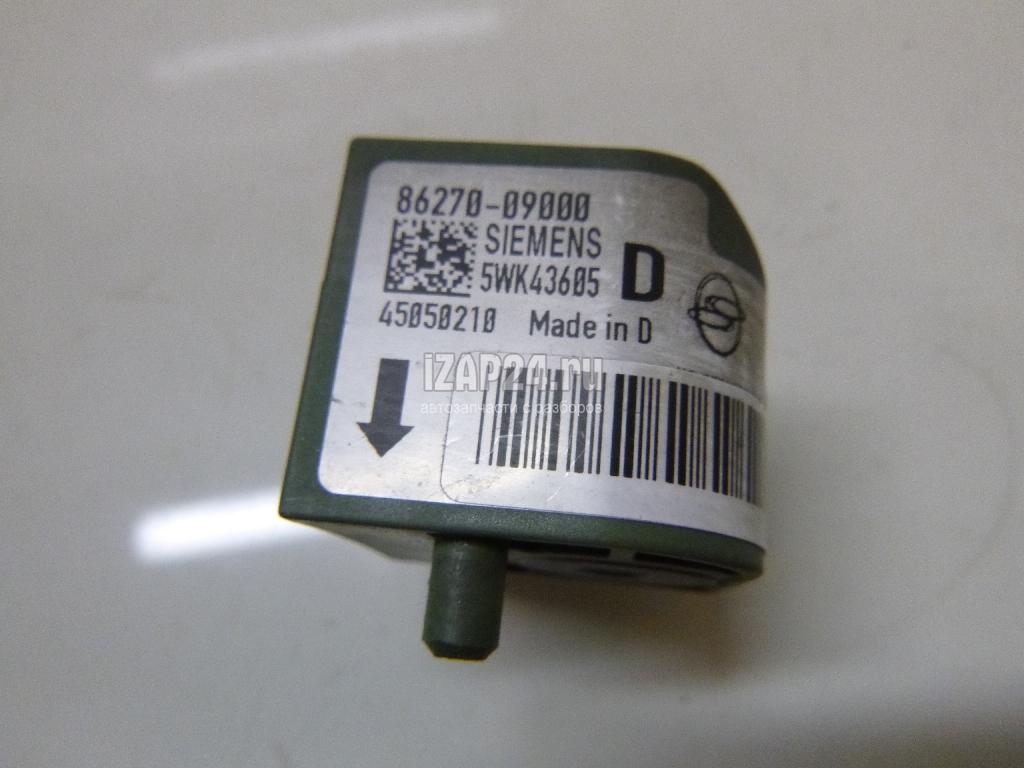 86270-09000
SIEMENS
5WK43605
D
45050210 Made in D
iZAP24.ru
автозапчасти с разборов